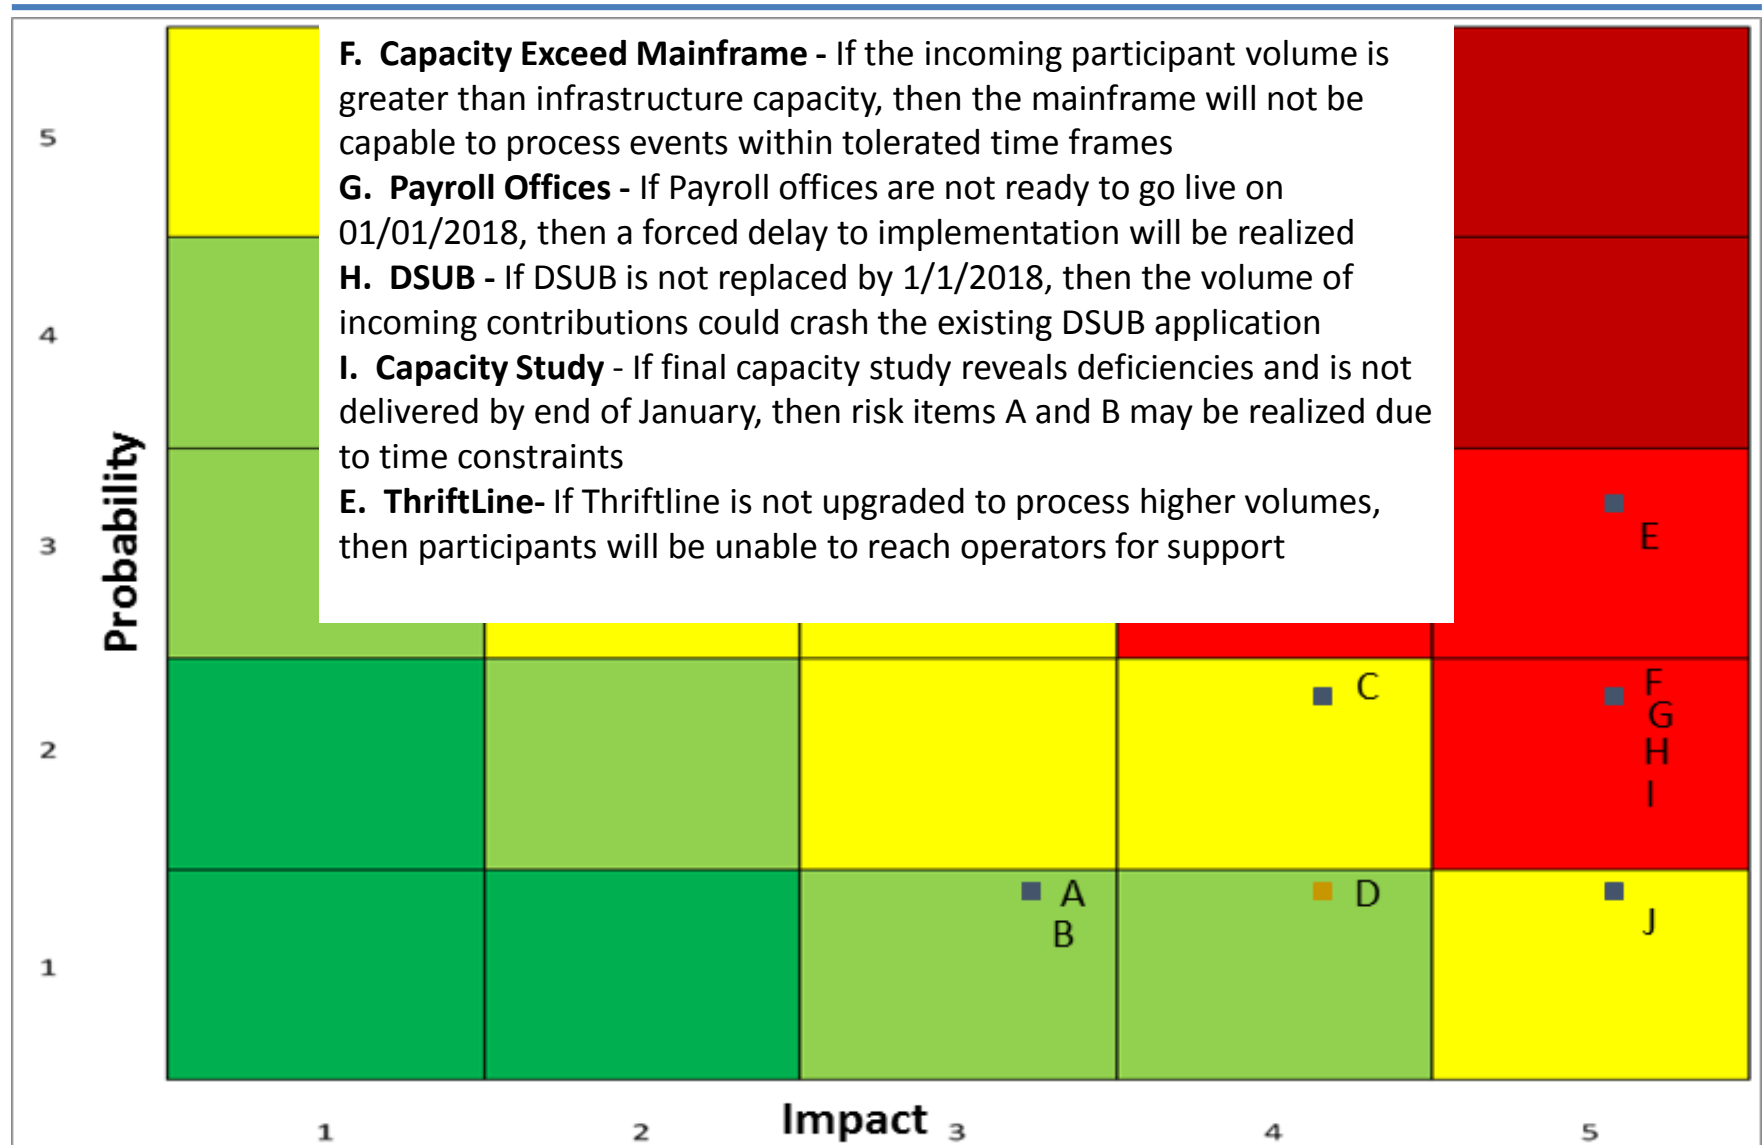 F. Capacity Exceed Mainframe - If the incoming participant volume is
greater than infrastructure capacity, then the mainframe will not be
capable to process events within tolerated time frames
G. Payroll Offices - If Payroll offices are not ready to go live on
01/01/2018, then a forced delay to implementation will be realized
H. DSUB - If DSUB is not replaced by 1/1/2018, then the volume of
incoming contributions could crash the existing DSUB application
I. Capacity Study - If final capacity study reveals deficiencies and is not
delivered by end of January, then risk items A and B may be realized due
to time constraints
E. ThriftLine- If Thriftline is not upgraded to process higher volumes,
then participants will be unable to reach operators for support
Probability
5
4
3
2
1
E
C
F
G
H
I
A
B
D
J
Impact
1
2
3
4
5